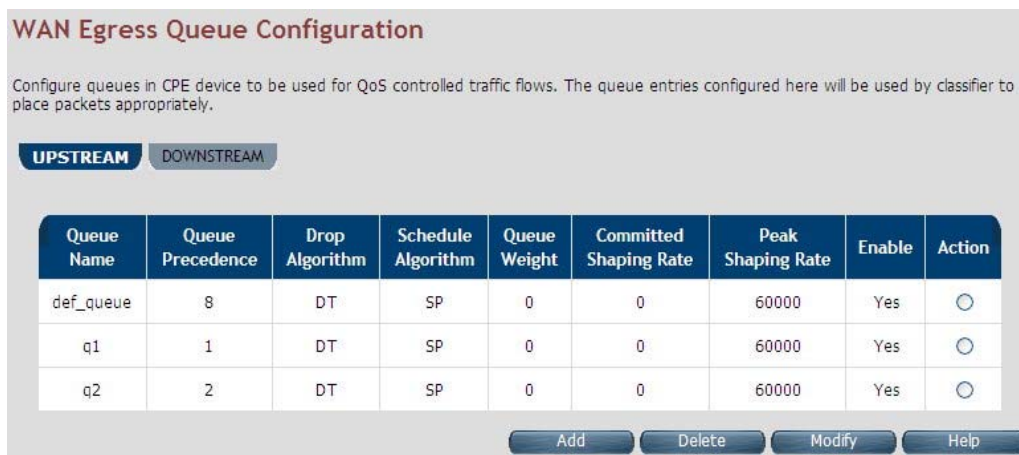 WAN Egress Queue Configuration
Configure queues in CPE device to be used for QoS controlled traffic flows. The queue entries configured here will be used by classifier to
place packets appropriately.
UPSTREAM DOWNSTREAM
Queue Name Queue Precedence Drop Algorithm Schedule Algorithm Queue Weight Committed Shaping Rate Peak Shaping Rate Enable Action
def_queue 8 DT SP 0 0 60000 Yes
q1 1 DT SP 0 0 60000 Yes
q2 2 DT SP 0 0 60000 Yes
Add Delete Modify Help